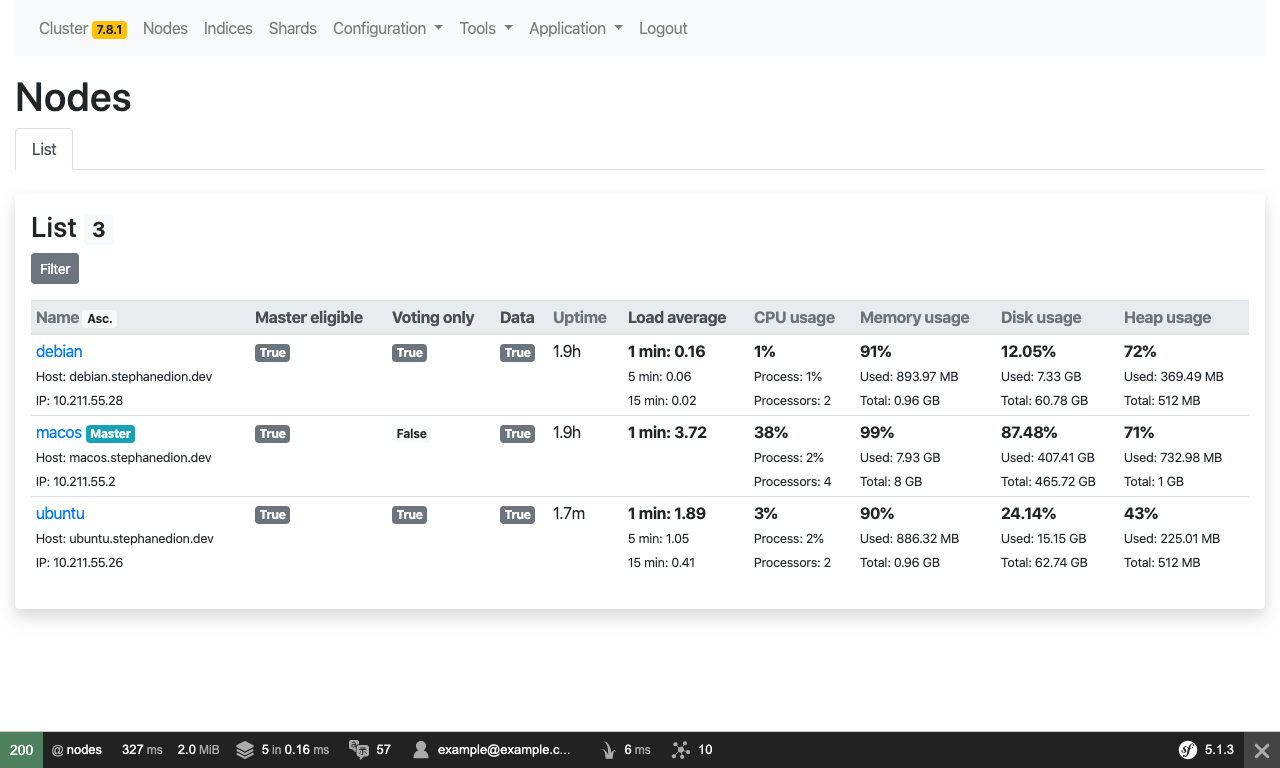 Cluster 7.8.1 Nodes Indices Shards Configuration Tools Application Logout
Nodes
List
List 3
Filter
Name Asc. Master eligible Voting only Data Uptime Load average CPU usage Memory usage Disk usage Heap usage
debian True True True 1.9h 1 min: 0.16 1% 91% 12.05% 72%
Host: debian.stephanedion.dev 5 min: 0.06 Process: 1% Used: 893.97 MB Used: 7.33 GB Used: 369.49 MB
IP: 10.211.55.28 15 min: 0.02 Processors: 2 Total: 0.96 GB Total: 60.78 GB Total: 512 MB
macos Master True False True 1.9h 1 min: 3.72 38% 99% 87.48% 71%
Host: macos.stephanedion.dev Process: 2% Used: 7.93 GB Used: 407.41 GB Used: 732.98 MB
IP: 10.211.55.2 Processors: 4 Total: 8 GB Total: 465.72 GB Total: 1 GB
ubuntu True True True 1.7m 1 min: 1.89 3% 90% 24.14% 43%
Host: ubuntu.stephanedion.dev 5 min: 1.05 Process: 2% Used: 886.32 MB Used: 15.15 GB Used: 225.01 MB
IP: 10.211.55.26 15 min: 0.41 Processors: 2 Total: 0.96 GB Total: 62.74 GB Total: 512 MB
200 @ nodes 327 ms 2.0 MiB 5 in 0.16 ms 57 example@example.c... 6 ms 10 sf 5.1.3